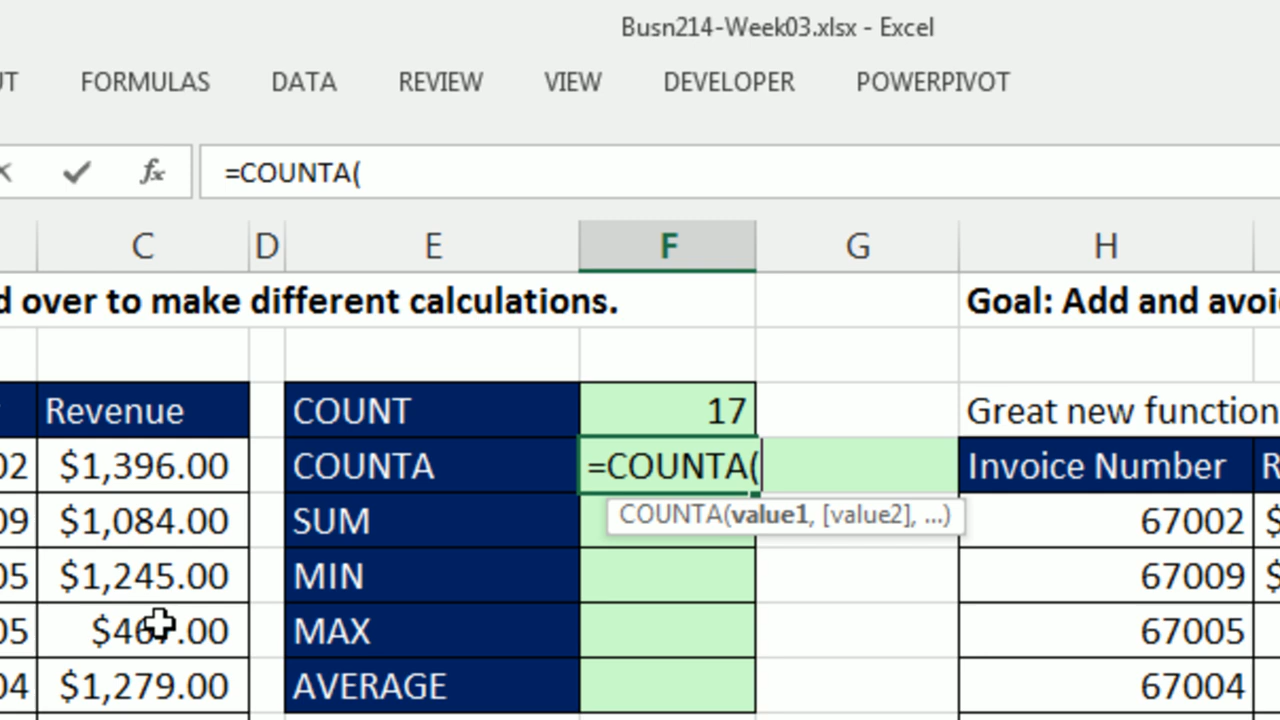 Busn214-Week03.xlsx - Excel
UT FORMULAS DATA REVIEW VIEW DEVELOPER POWERPIVOT
fx =COUNTA(
C D E F G H
d over to make different calculations. Goal: Add and avoi
Revenue COUNT 17 Great new function
02 $1,396.00 COUNTA =COUNTA( Invoice Number R
09 $1,084.00 SUM COUNTA(value1, [value2], ...) 67002 $
05 $1,245.00 MIN 67009 $
05 MAX 67005
04 $1,279.00 AVERAGE 67004